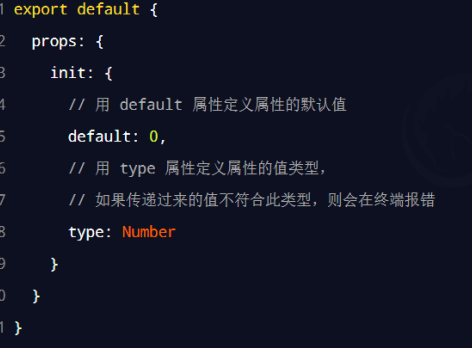 1 export default {
2 props: {
3 init: {
4 // 用 default 属性定义属性的默认值
5 default: 0,
6 // 用 type 属性定义属性的值类型，
7 // 如果传递过来的值不符合此类型，则会在终端报错
8 type: Number
9 }
0 }
1 }